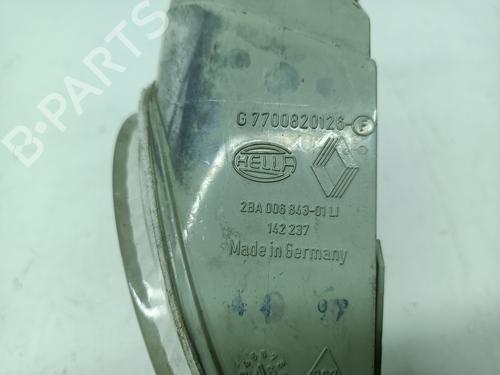 B-PARTS
G 7700820126-F
HELLA
2BA 006 843-01 LI
142 237
Made in Germany